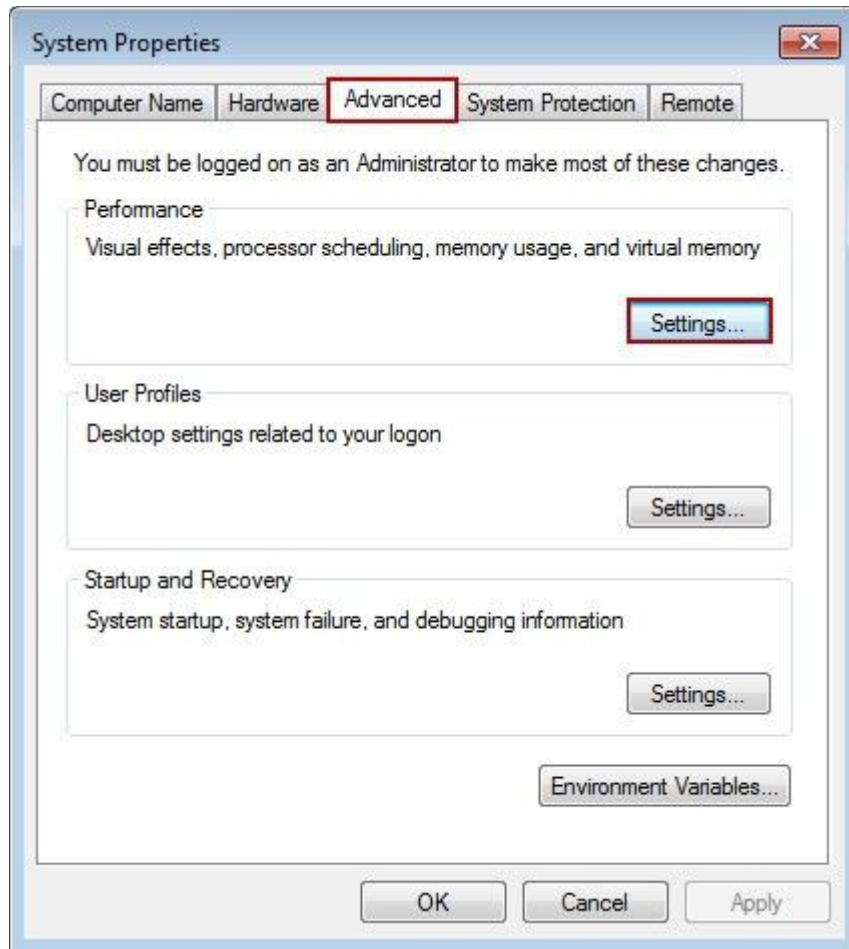 System Properties
Computer Name Hardware Advanced System Protection Remote
You must be logged on as an Administrator to make most of these changes.
Performance
Visual effects, processor scheduling, memory usage, and virtual memory
Settings...
User Profiles
Desktop settings related to your logon
Settings...
Startup and Recovery
System startup, system failure, and debugging information
Settings...
Environment Variables...
OK Cancel Apply